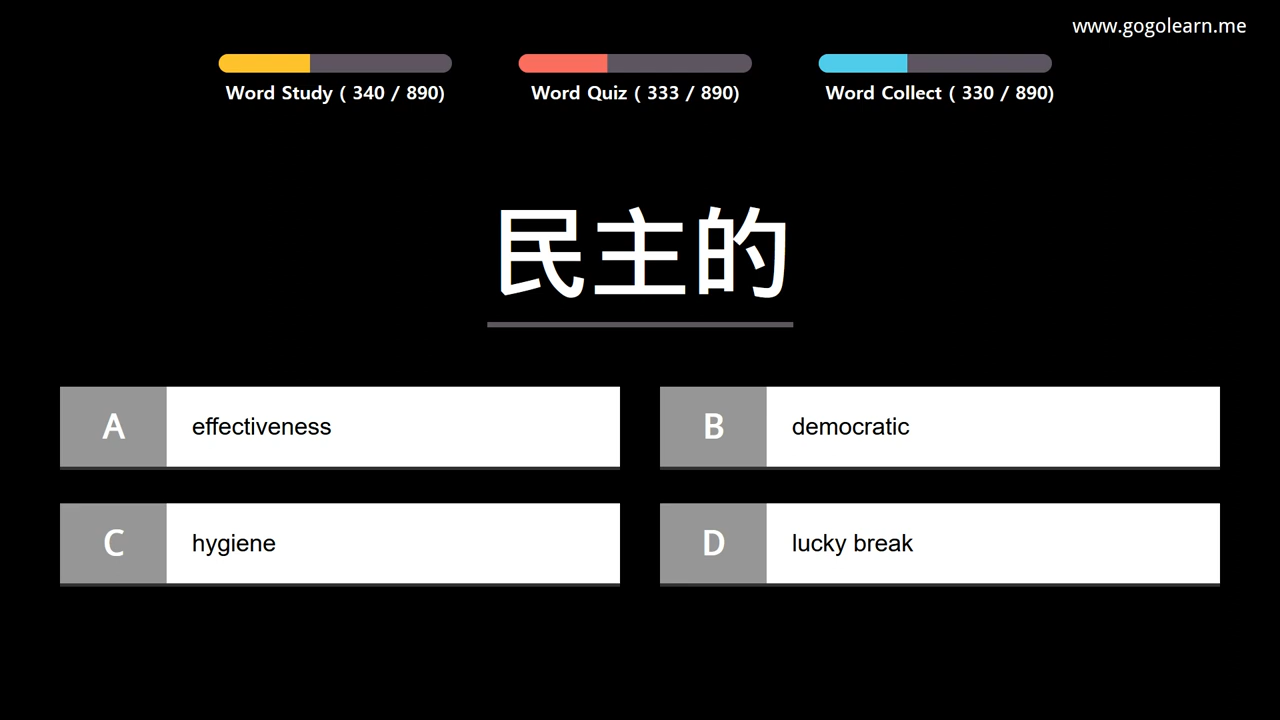 www.gogolearn.me
Word Study ( 340 / 890)
Word Quiz ( 333 / 890)
Word Collect ( 330 / 890)
民主的
A effectiveness
B democratic
C hygiene
D lucky break